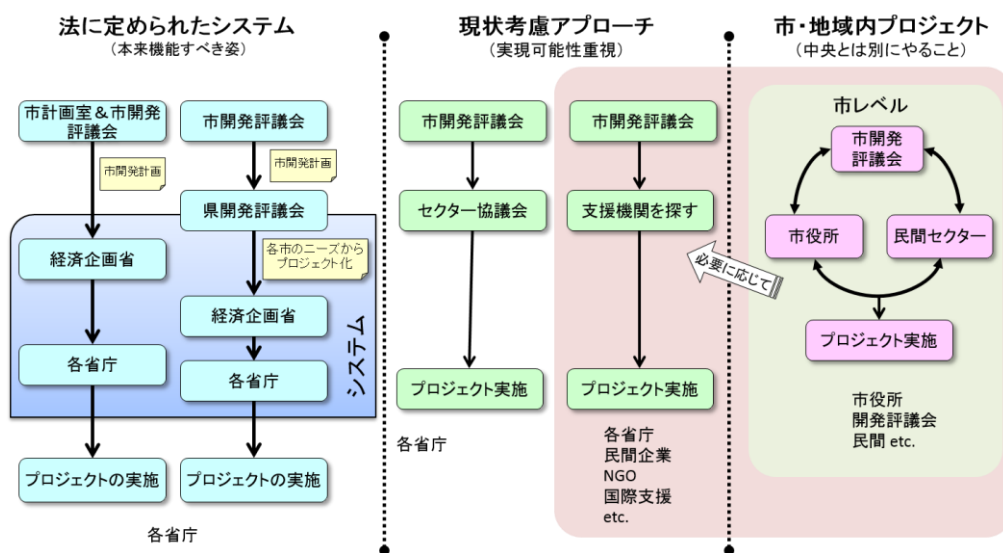 法に定められたシステム
(本来機能すべき姿)
市計画室&市開発
評議会
市開発計画
経済企画省
各省庁
プロジェクトの実施
市開発評議会
市開発計画
県開発評議会
各市のニーズから
プロジェクト化
経済企画省
各省庁
プロジェクトの実施
システム
各省庁
現状考慮アプローチ
(実現可能性重視)
市開発評議会
セクター協議会
プロジェクト実施
各省庁
市開発評議会
支援機関を探す
プロジェクト実施
各省庁
民間企業
NGO
国際支援
etc.
必要に応じて
市・地域内プロジェクト
(中央とは別にやること)
市レベル
市開発
評議会
市役所
民間セクター
プロジェクト実施
市役所
開発評議会
民間 etc.